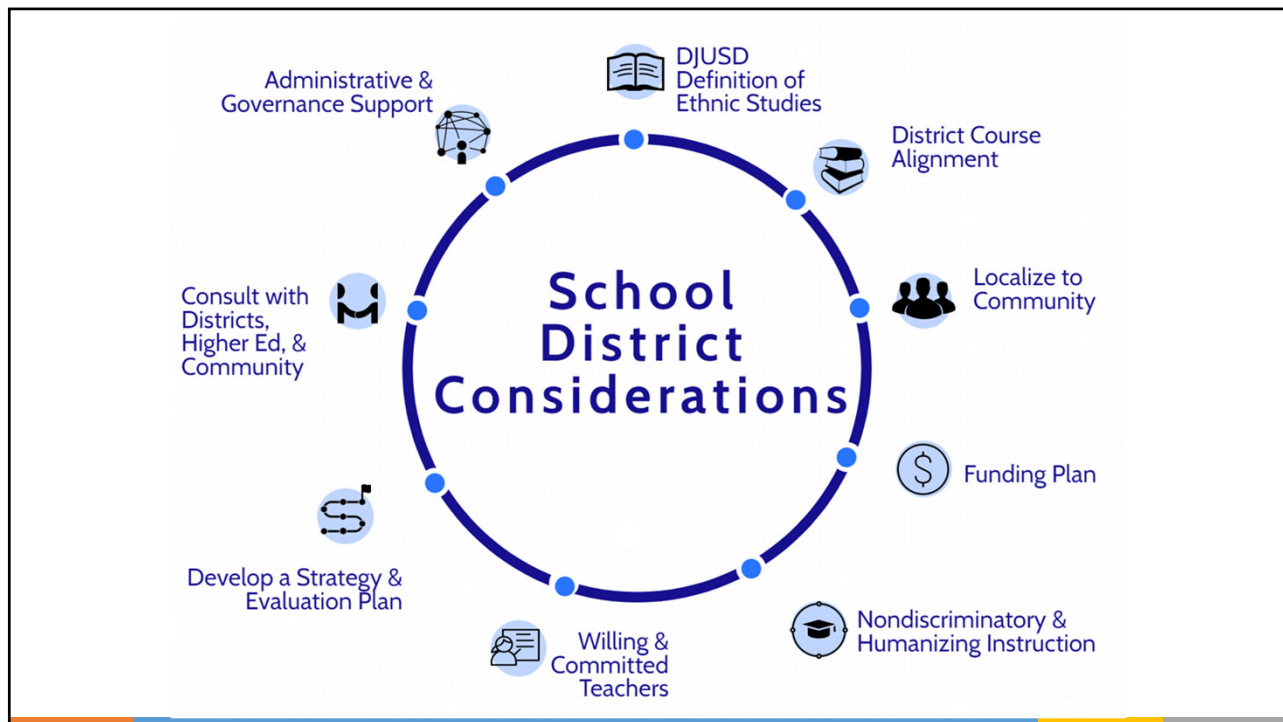 DJUSD
Definition of
Ethnic Studies
District Course
Alignment
Localize to
Community
$
Funding Plan
Nondiscriminatory &
Humanizing Instruction
Willing &
Committed
Teachers
Develop a Strategy &
Evaluation Plan
Consult with
Districts,
Higher Ed, &
Community
Administrative &
Governance Support
School
District
Considerations